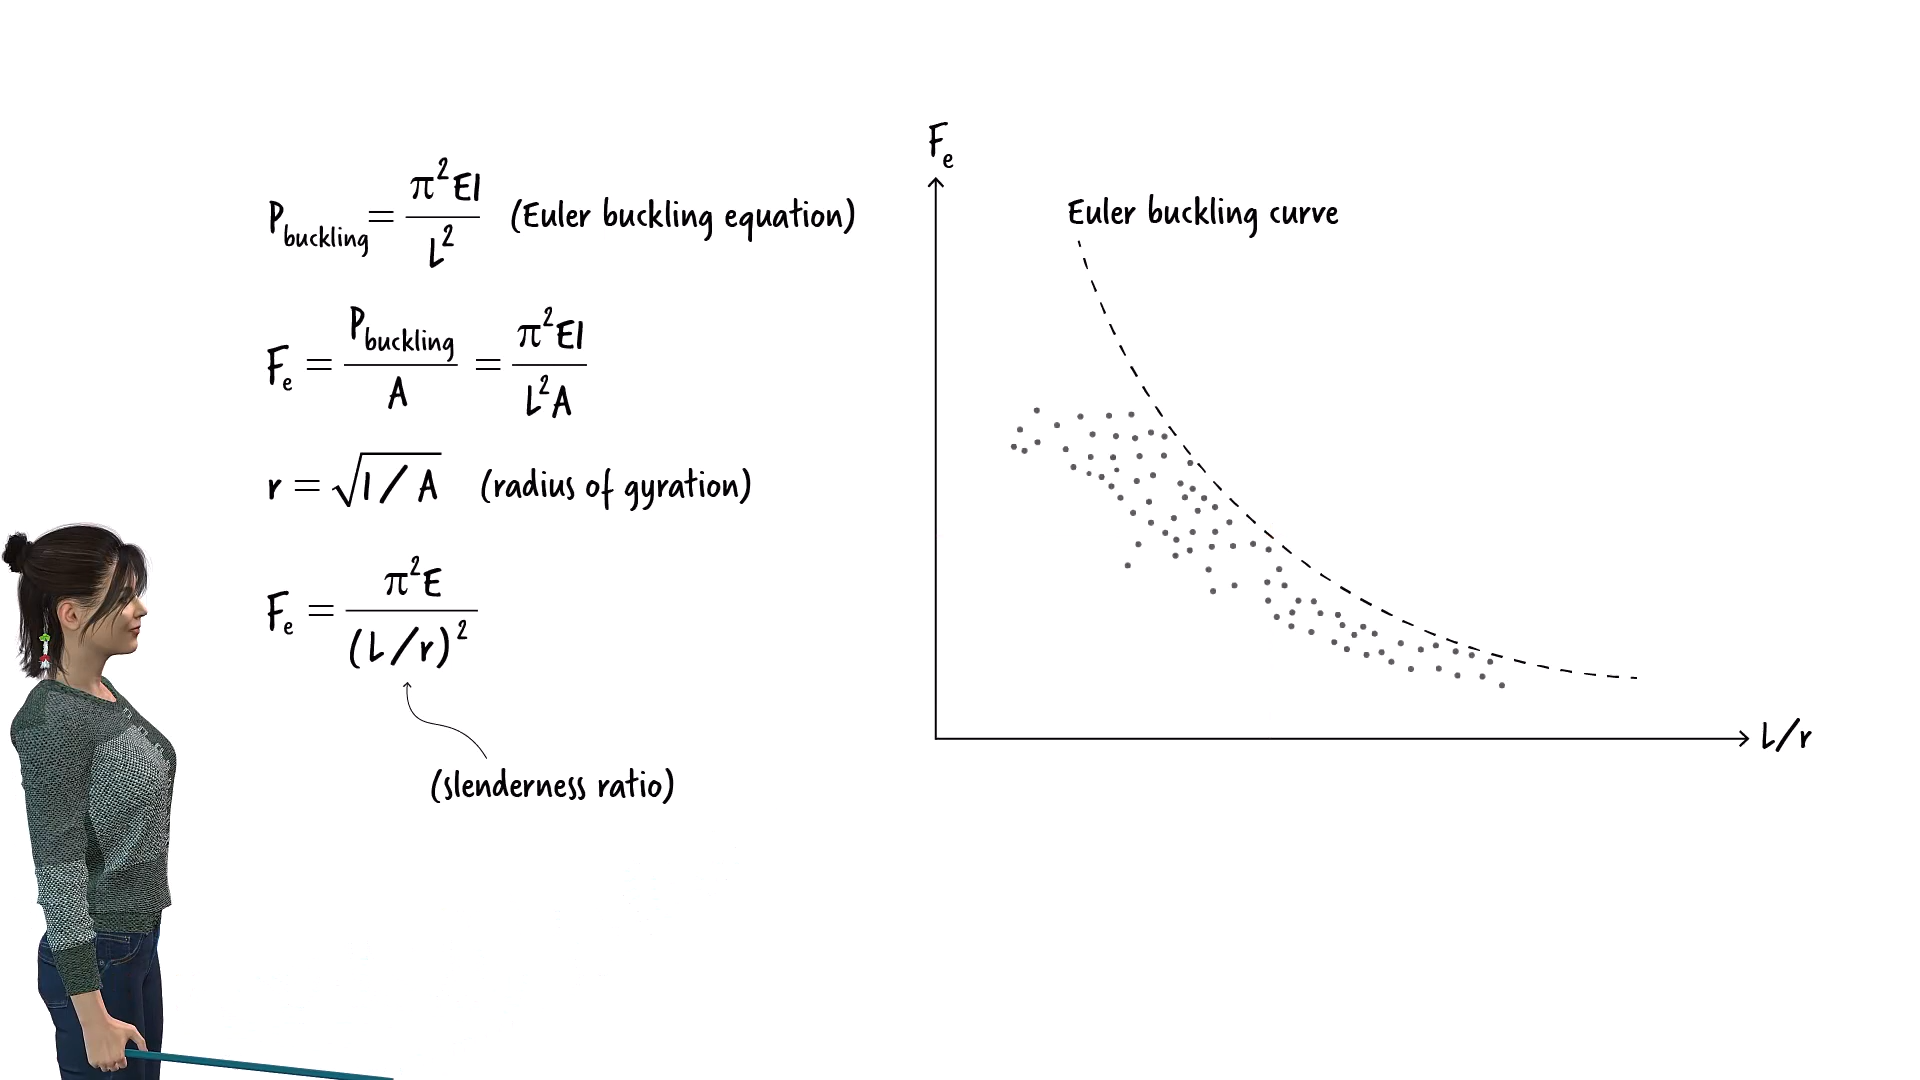 P_buckling = π²EI / L² (Euler buckling equation)
F_e = P_buckling / A = π²EI / L²A
r = √I / A (radius of gyration)
F_e = π²E / (L/r)²
(slenderness ratio)
F_e
Euler buckling curve
L/r